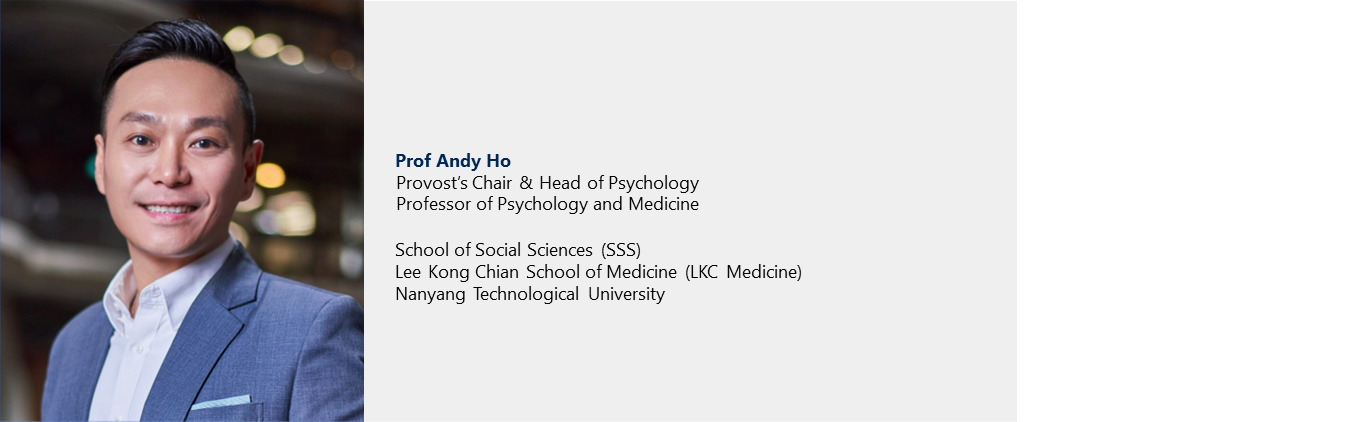 Prof Andy Ho
Provost's Chair & Head of Psychology
Professor of Psychology and Medicine
School of Social Sciences (SSS)
Lee Kong Chian School of Medicine (LKC Medicine)
Nanyang Technological University